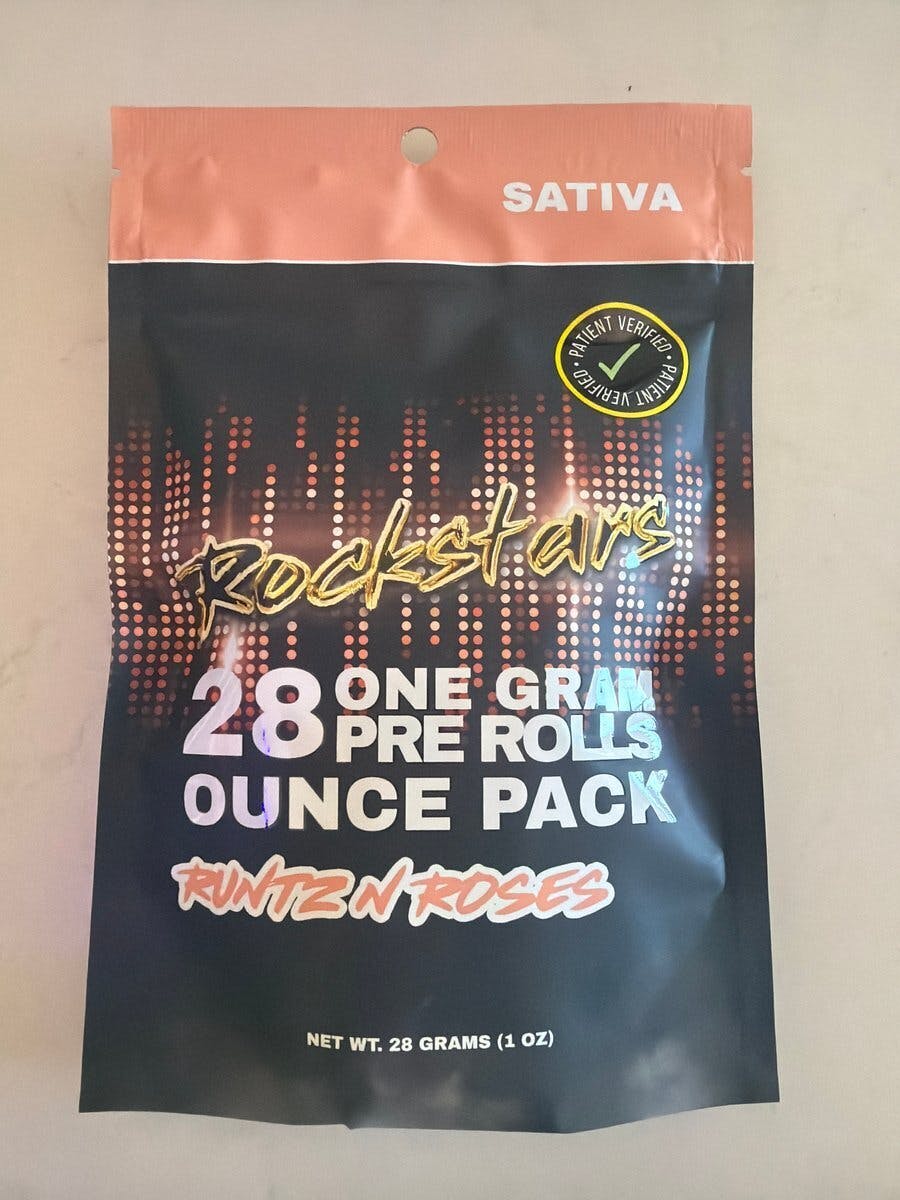 SATIVA
PATIENT VERIFIED • PATIENT VERIFIED •
Rockstars
28 ONE GRAM
PRE ROLLS
OUNCE PACK
RUNTZ N ROSES
NET WT. 28 GRAMS (1 OZ)